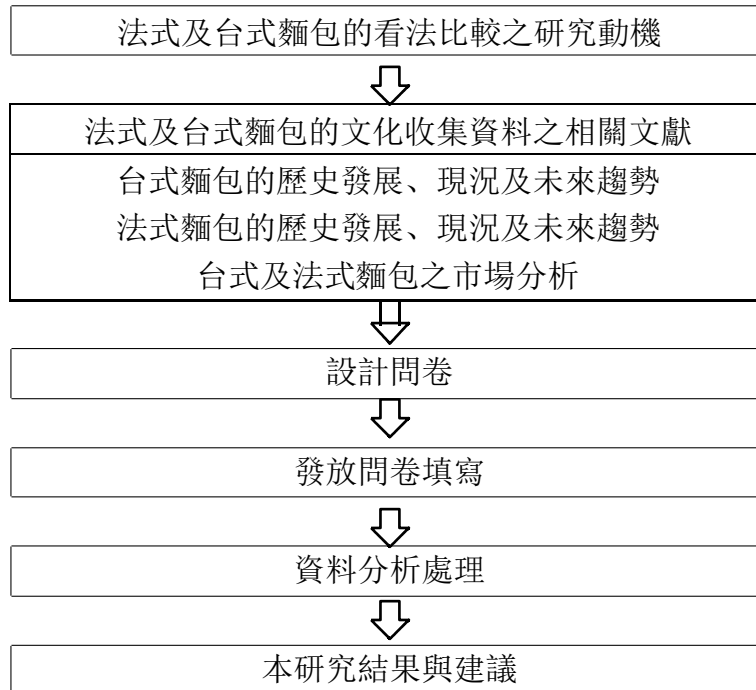 法式及台式麵包的看法比較之研究動機
法式及台式麵包的文化收集資料之相關文獻
台式麵包的歷史發展、現況及未來趨勢
法式麵包的歷史發展、現況及未來趨勢
台式及法式麵包之市場分析
設計問卷
發放問卷填寫
資料分析處理
本研究結果與建議